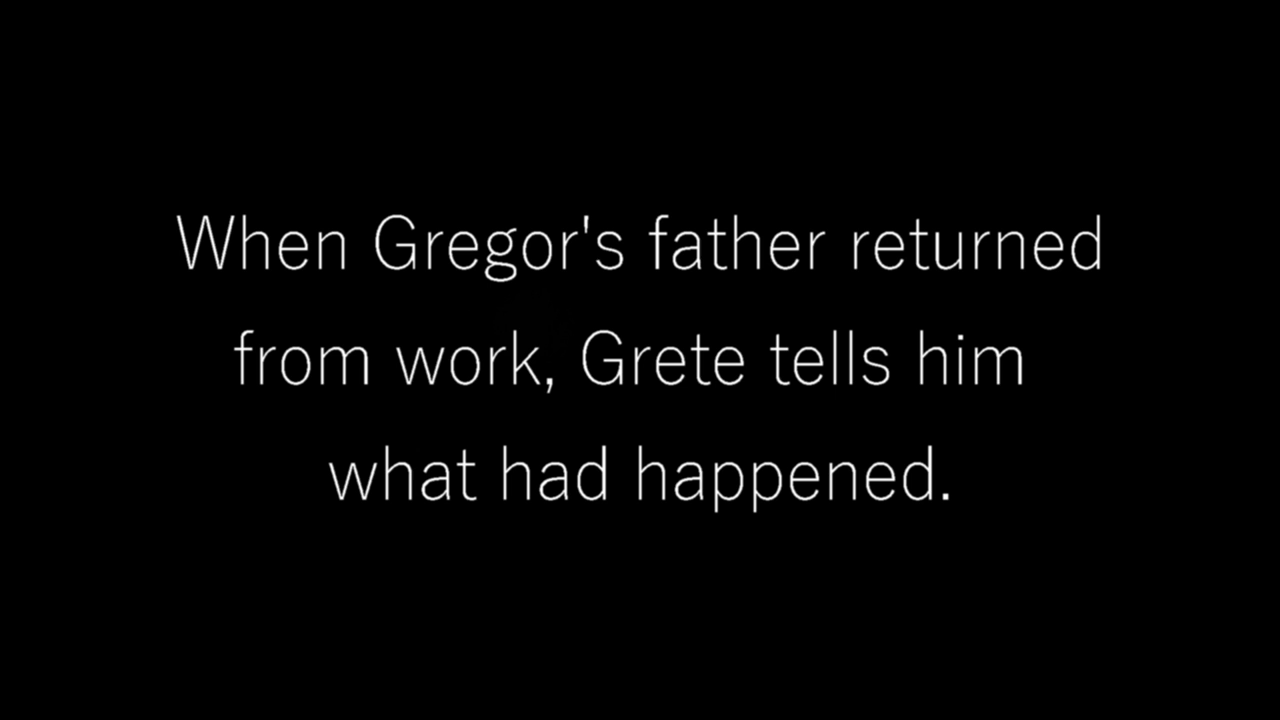 When Gregor's father returned
from work, Grete tells him
what had happened.